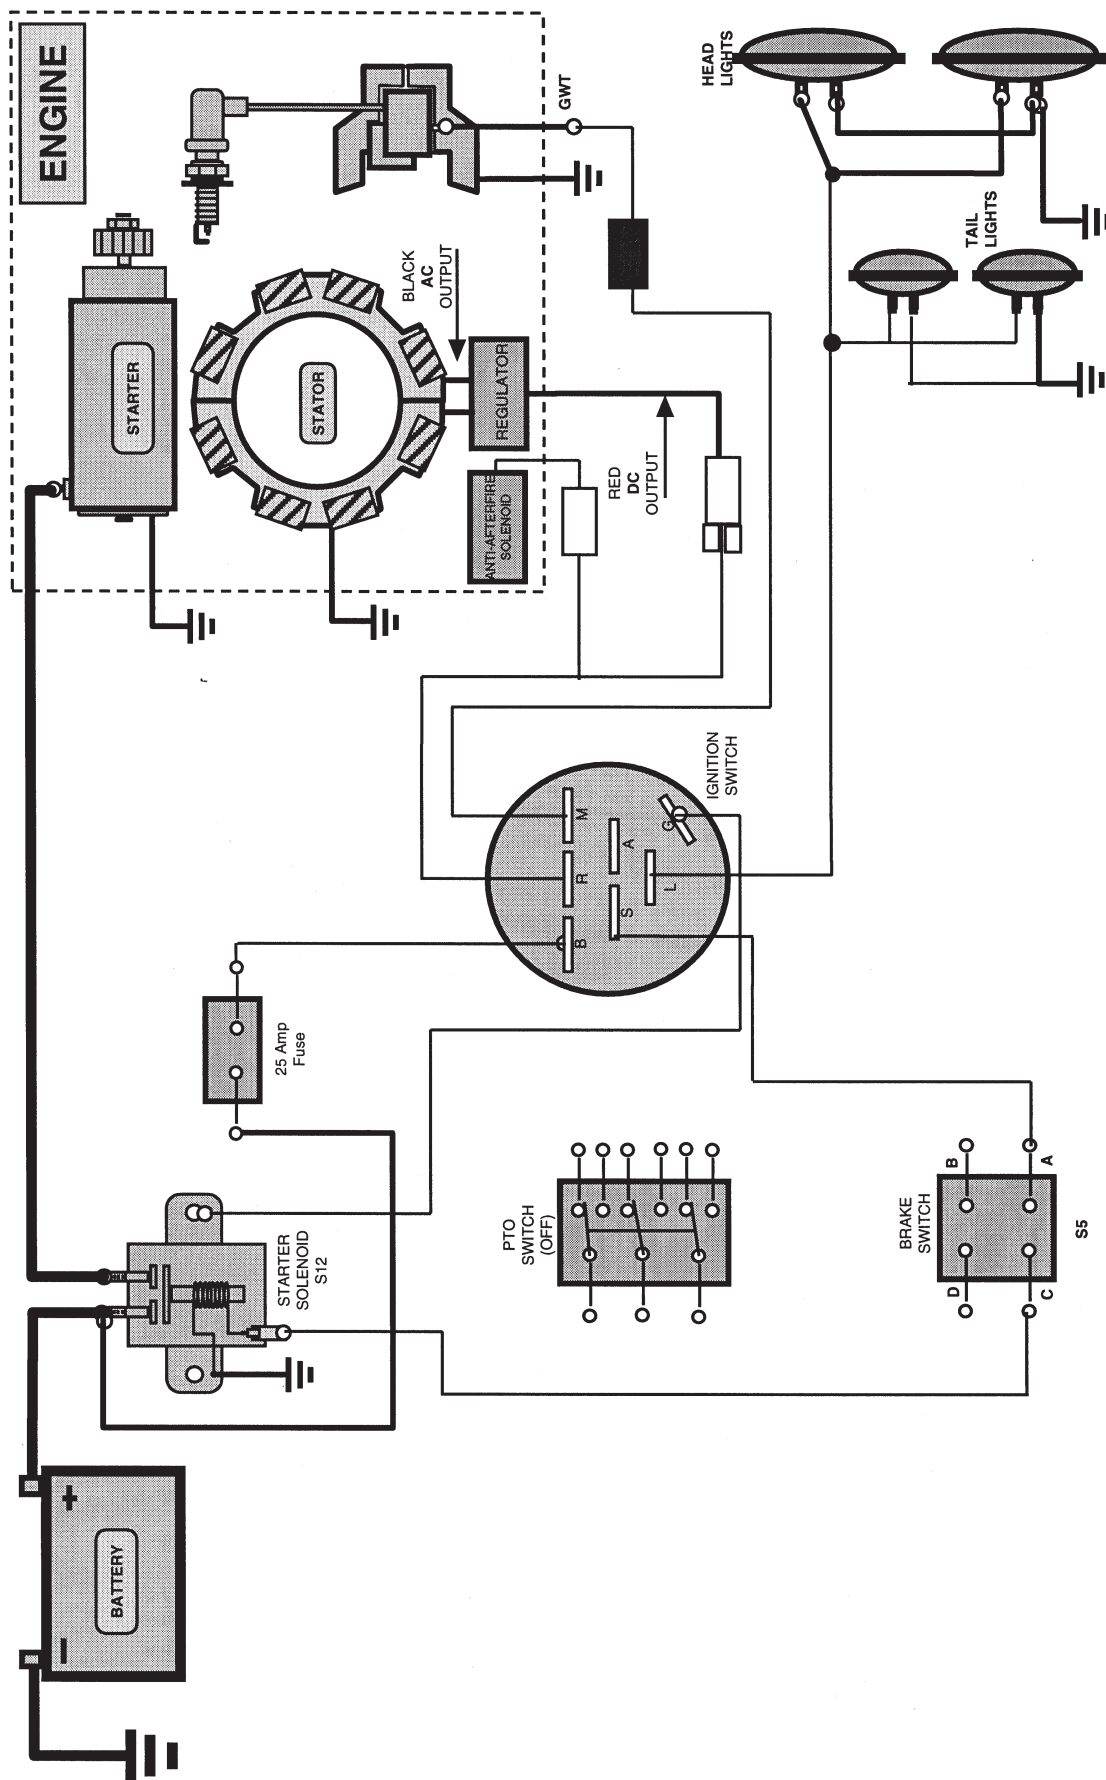 ENGINE
STARTER
STATOR
BLACK
AC
OUTPUT
REGULATOR
ANTI-AFTERFIRE
SOLENOID
GWT
RED
DC
OUTPUT
HEAD
LIGHTS
TAIL
LIGHTS
IGNITION
SWITCH
M
R
B
A
S
L
G
25 Amp
Fuse
STARTER
SOLENOID
S12
PTO
SWITCH
(OFF)
BRAKE
SWITCH
B
A
D
C
S5
BATTERY
+
−